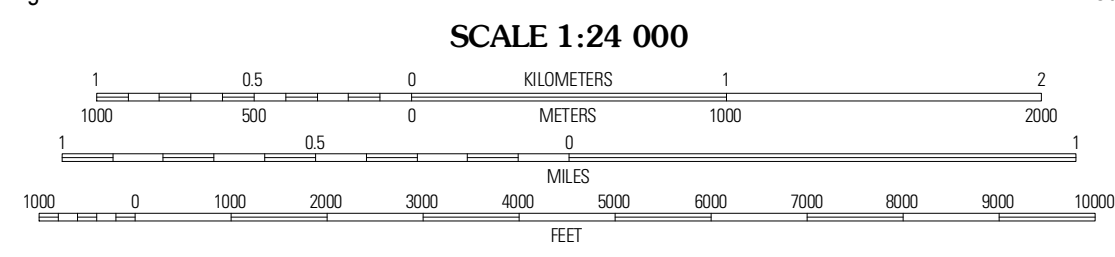 SCALE 1:24 000
1 0.5 0 KILOMETERS 1 2
1000 500 0 METERS 1000 2000
1 0.5 0 1
MILES
1000 0 1000 2000 3000 4000 5000 6000 7000 8000 9000 10000
FEET